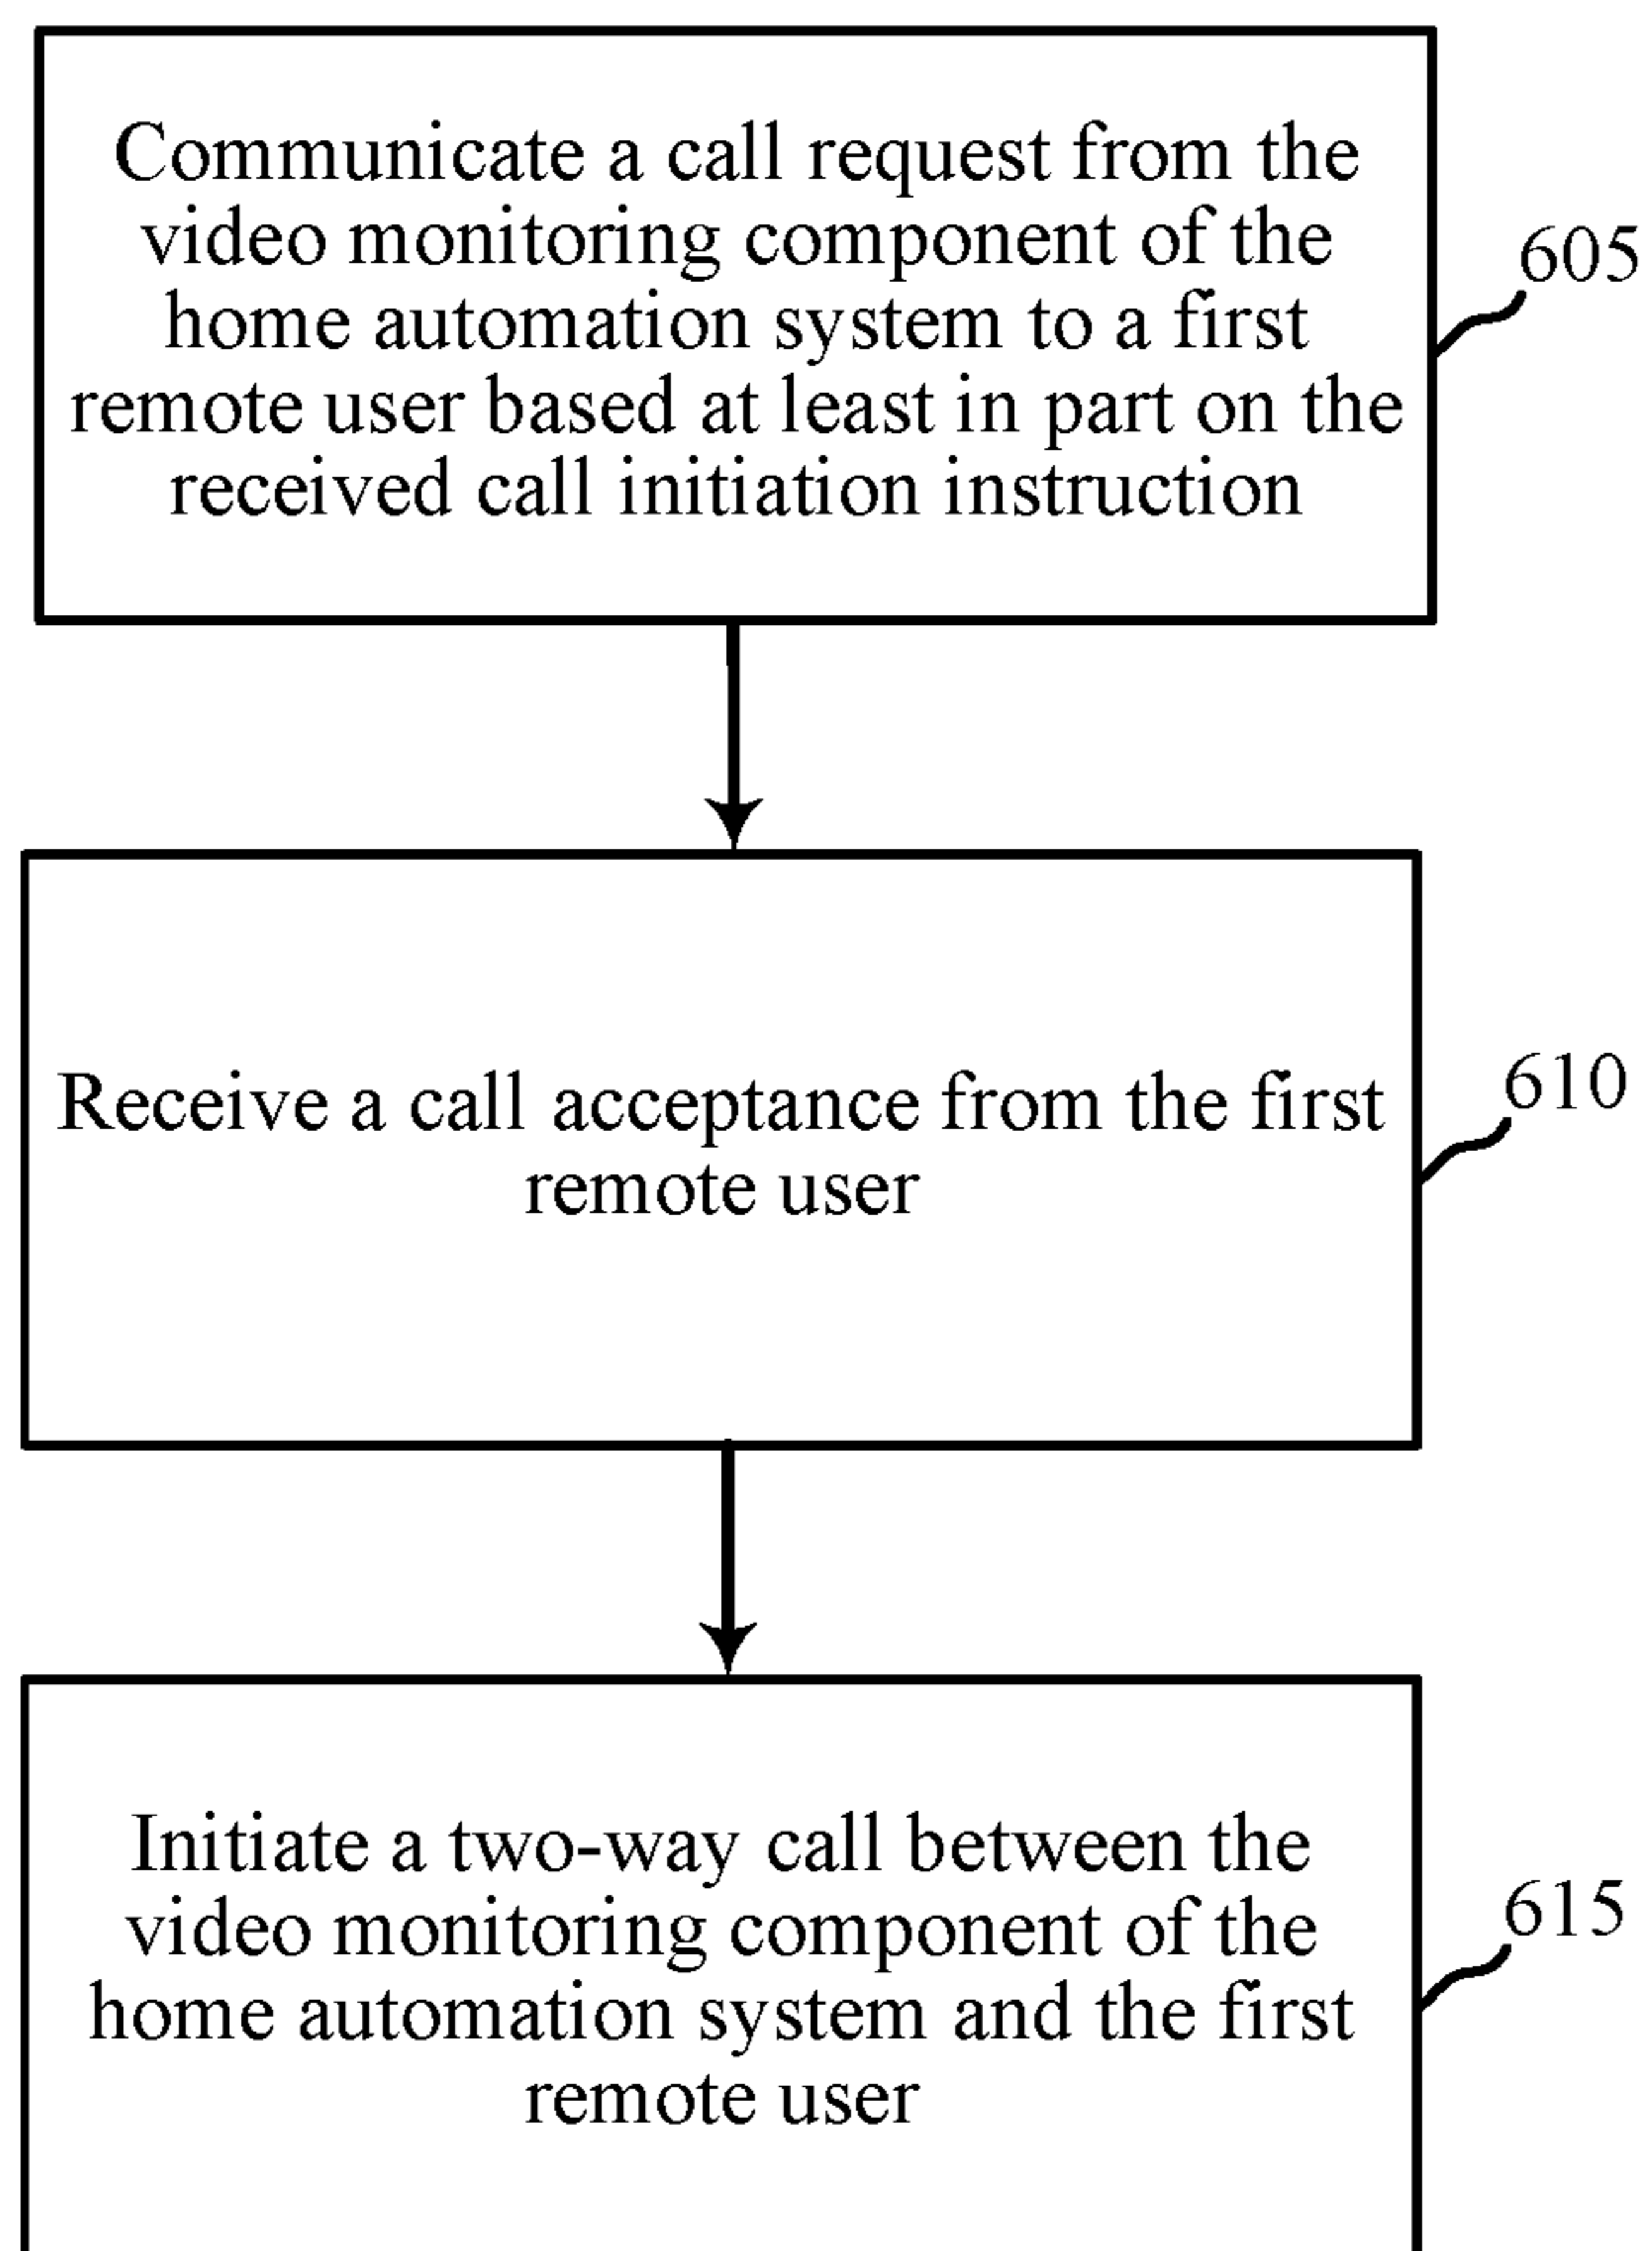 Communicate a call request from the
video monitoring component of the
home automation system to a first
remote user based at least in part on the
received call initiation instruction
605
Receive a call acceptance from the first
remote user
610
Initiate a two-way call between the
video monitoring component of the
home automation system and the first
remote user
615